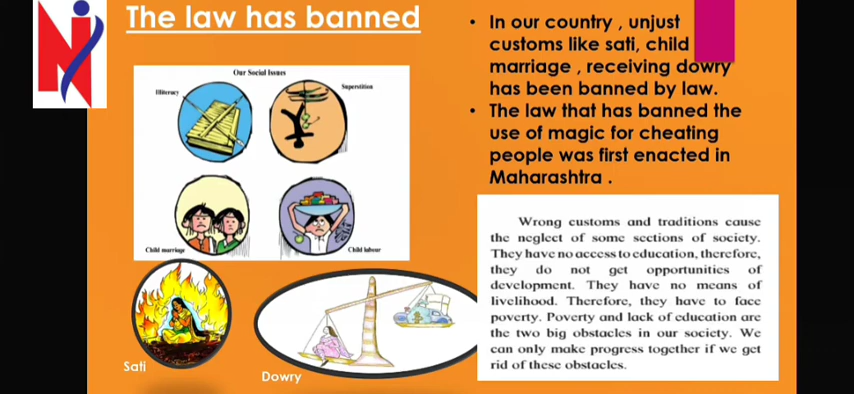 The law has banned
Our Social Issues
Illiteracy
Superstition
Child marriage
Child labour
Sati
Dowry
• In our country , unjust
customs like sati, child
marriage , receiving dowry
has been banned by law.
• The law that has banned the
use of magic for cheating
people was first enacted in
Maharashtra .
Wrong customs and traditions cause
the neglect of some sections of society.
They have no access to education, therefore,
they do not get opportunities of
development. They have no means of
livelihood. Therefore, they have to face
poverty. Poverty and lack of education are
the two big obstacles in our society. We
can only make progress together if we get
rid of these obstacles.